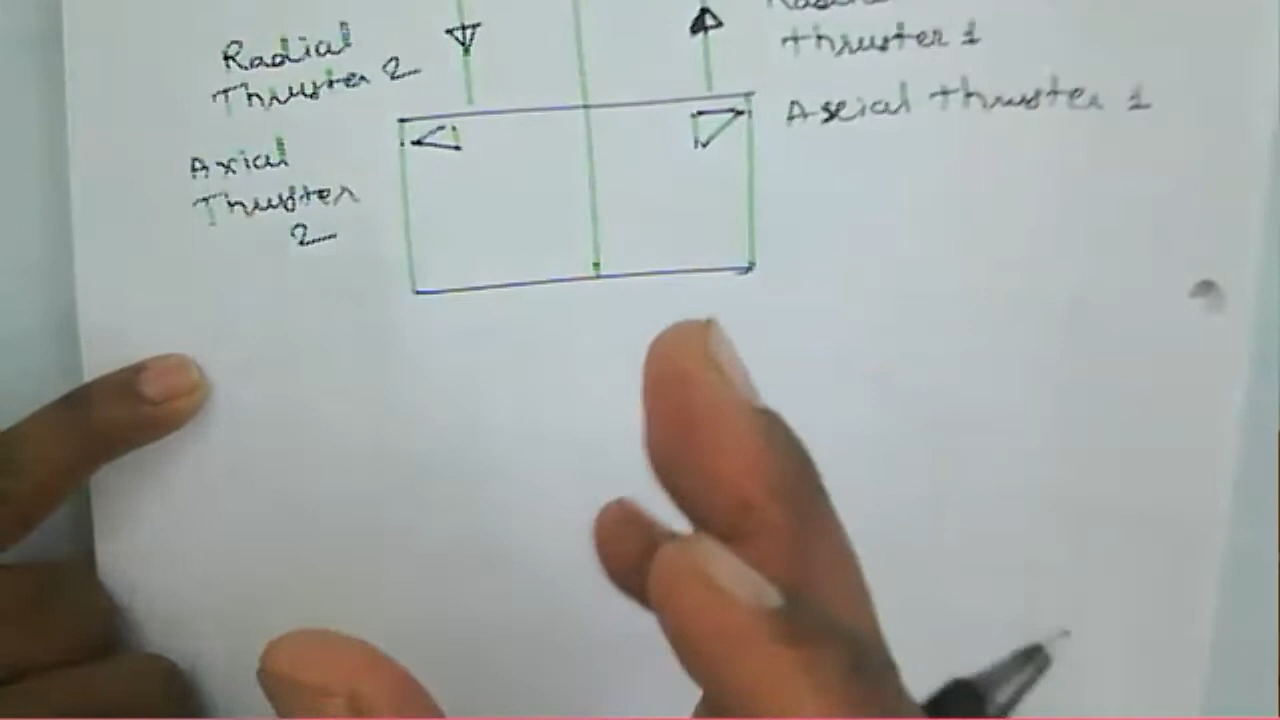 Radial
Thruster 2
thruster 1
Axial thruster 1
Axial
Thruster
2